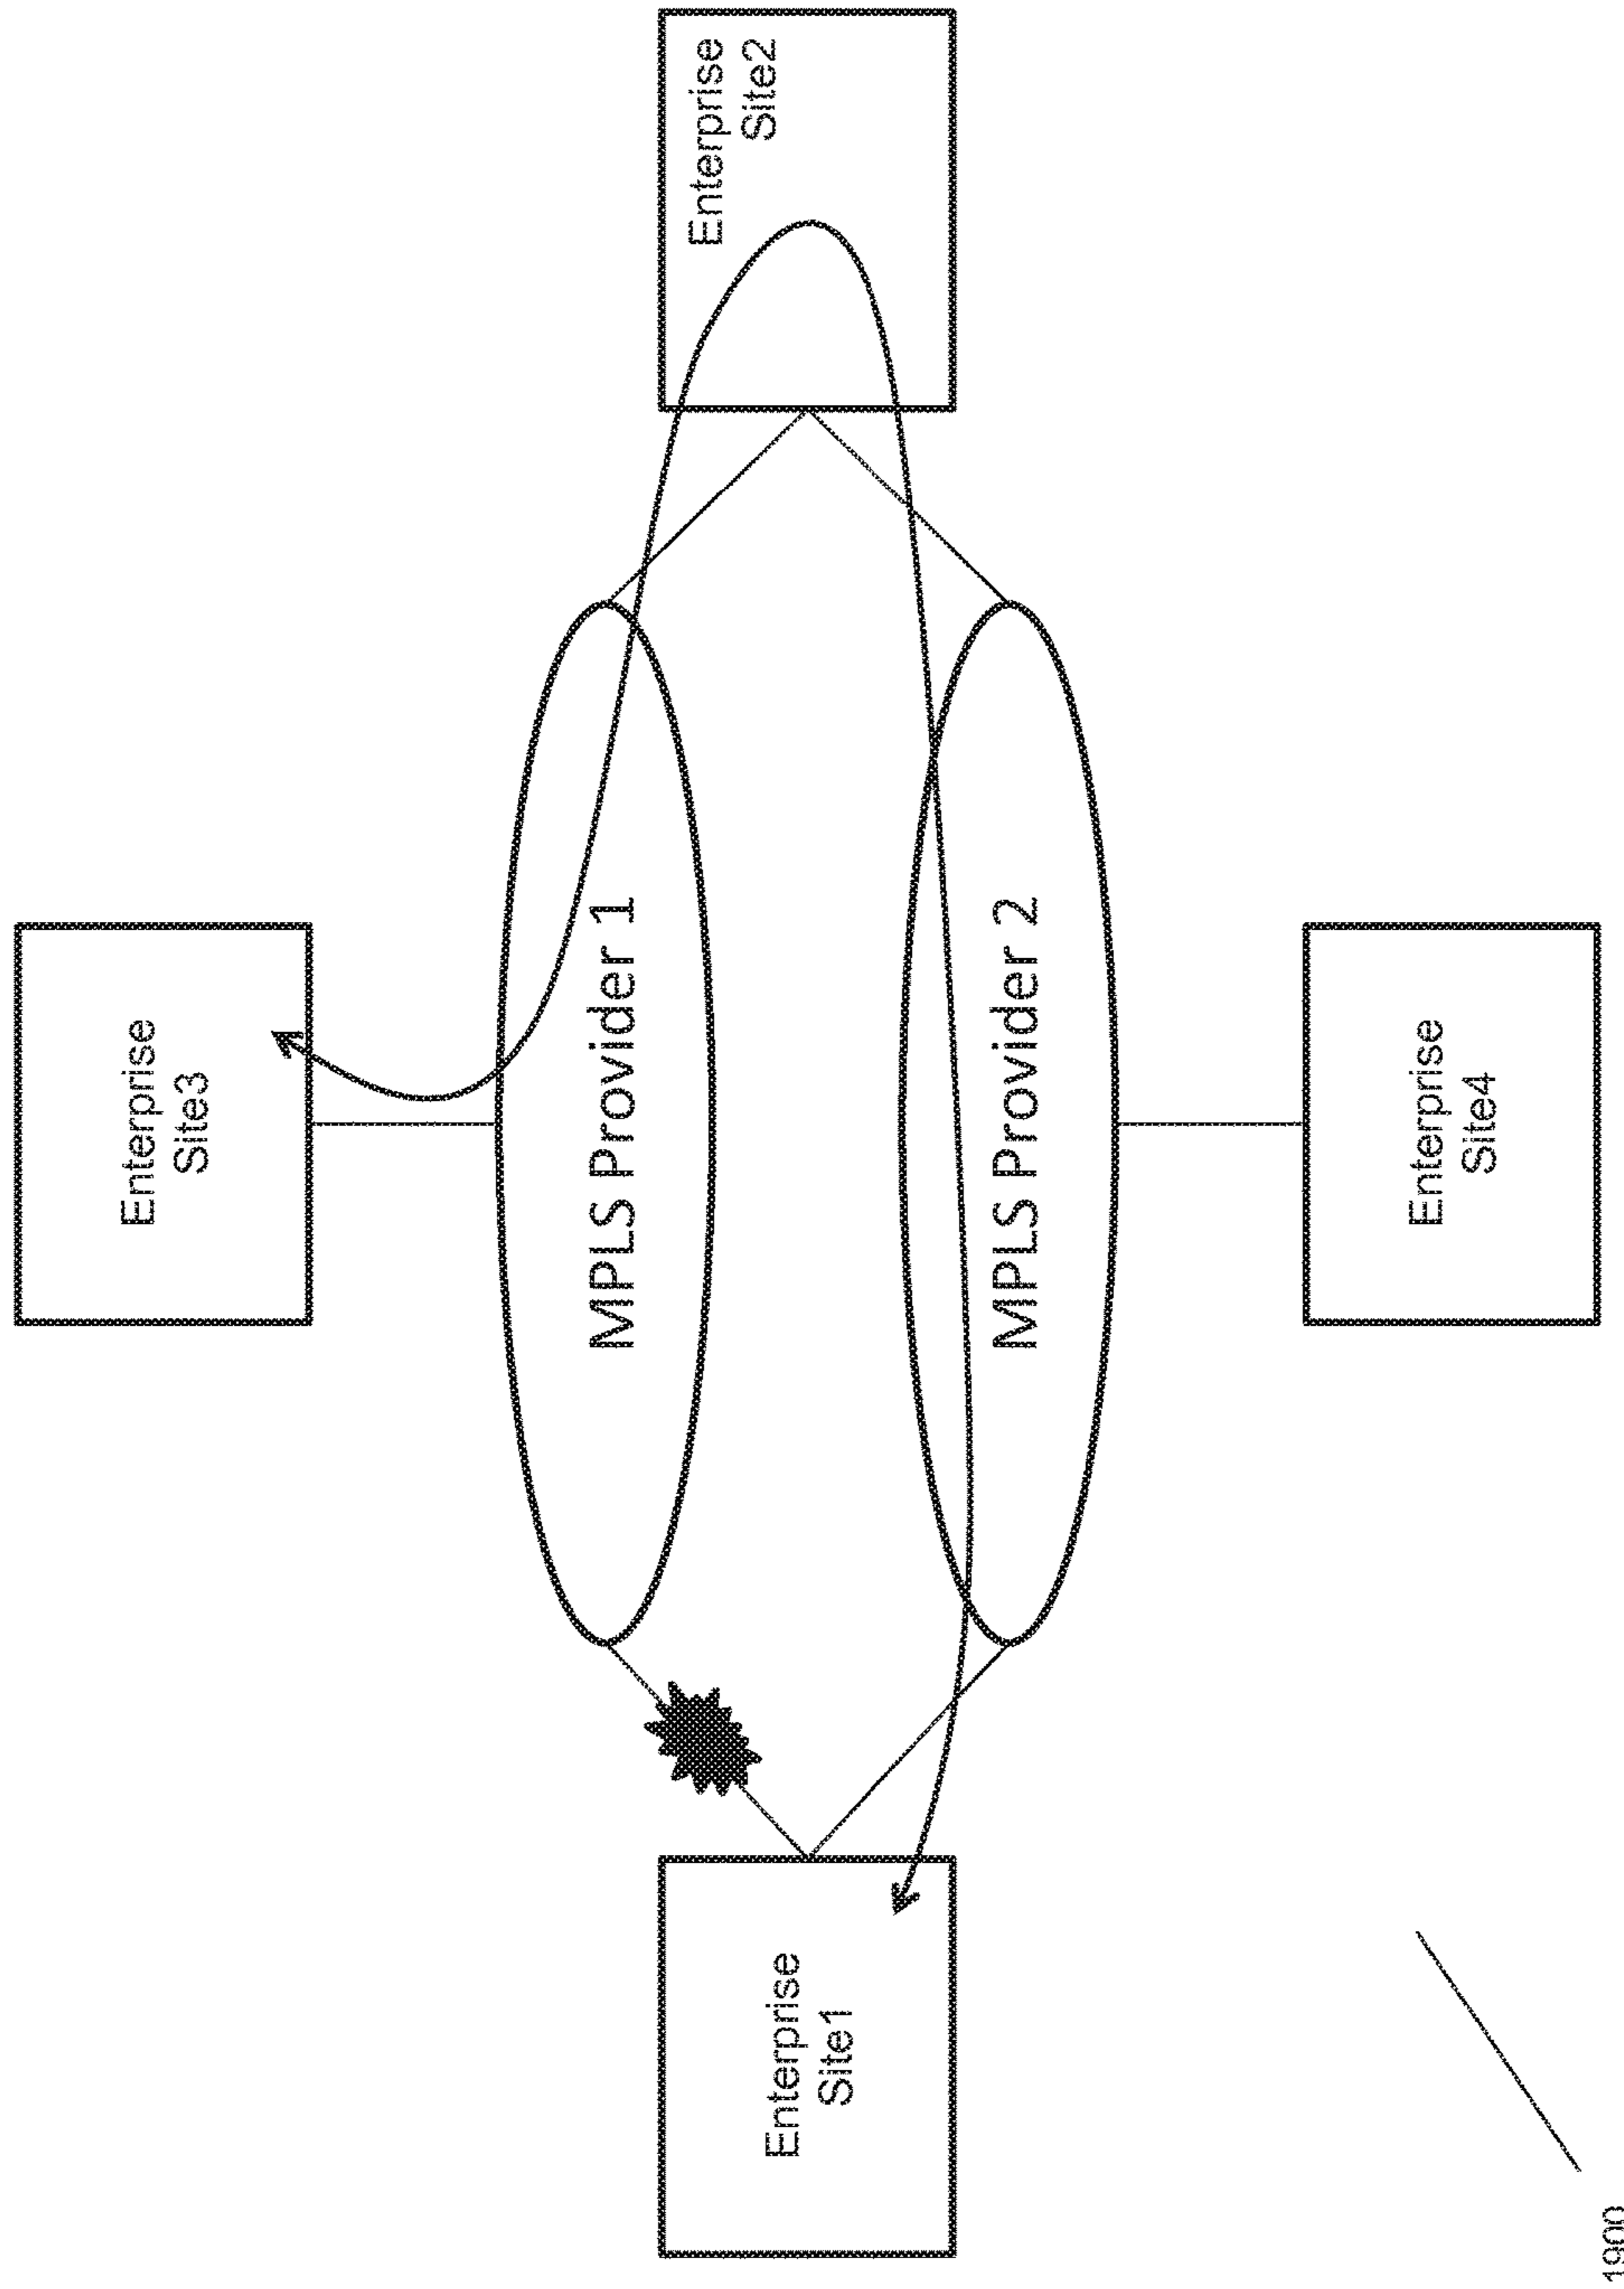 Enterprise
Site3
Enterprise
Site1
MPLS Provider 1
Enterprise
Site2
MPLS Provider 2
Enterprise
Site4
1900